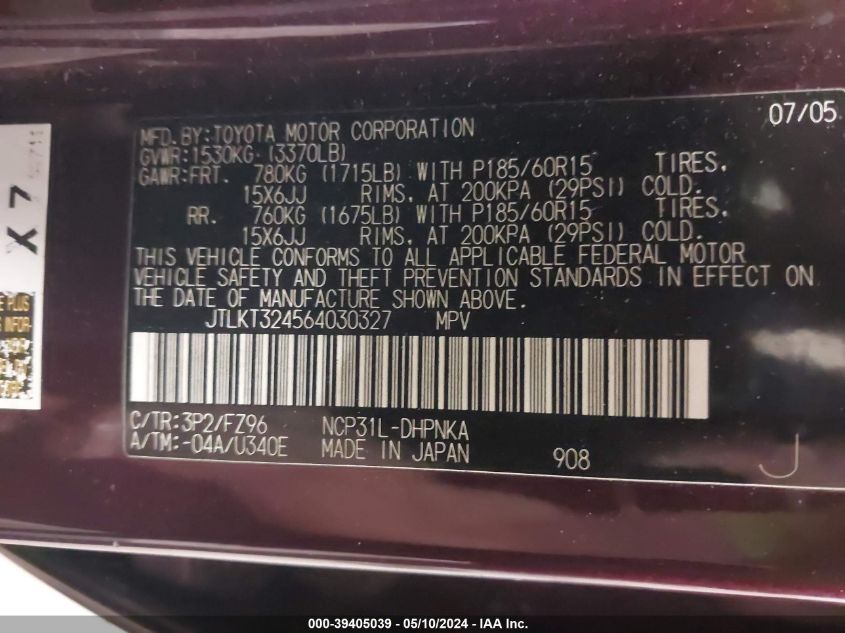 07/05
MFD.BY:TOYOTA MOTOR CORPORATION
GVWR:1530KG (3370LB)
GAWR:FRT. 780KG (1715LB) WITH P185/60R15 TIRES,
15X6JJ RIMS, AT 200KPA (29PSI) COLD.
RR. 760KG (1675LB) WITH P185/60R15 TIRES,
15X6JJ RIMS, AT 200KPA (29PSI) COLD.
THIS VEHICLE CONFORMS TO ALL APPLICABLE FEDERAL MOTOR
VEHICLE SAFETY AND THEFT PREVENTION STANDARDS IN EFFECT ON
THE DATE OF MANUFACTURE SHOWN ABOVE.
JTLKT324564030327 MPV
C/TR:3P2/FZ96 NCP31L-DHPNKA
A/TM:-04A/U340E MADE IN JAPAN 908 J
X 7
PLUS
INFOR
000-39405039 - 05/10/2024 - IAA Inc.